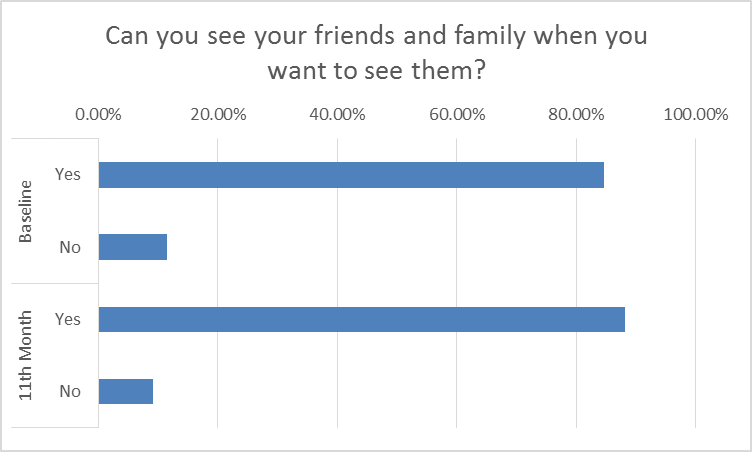 Can you see your friends and family when you
want to see them?
0.00% 20.00% 40.00% 60.00% 80.00% 100.00%
Baseline
Yes
No
11th Month
Yes
No